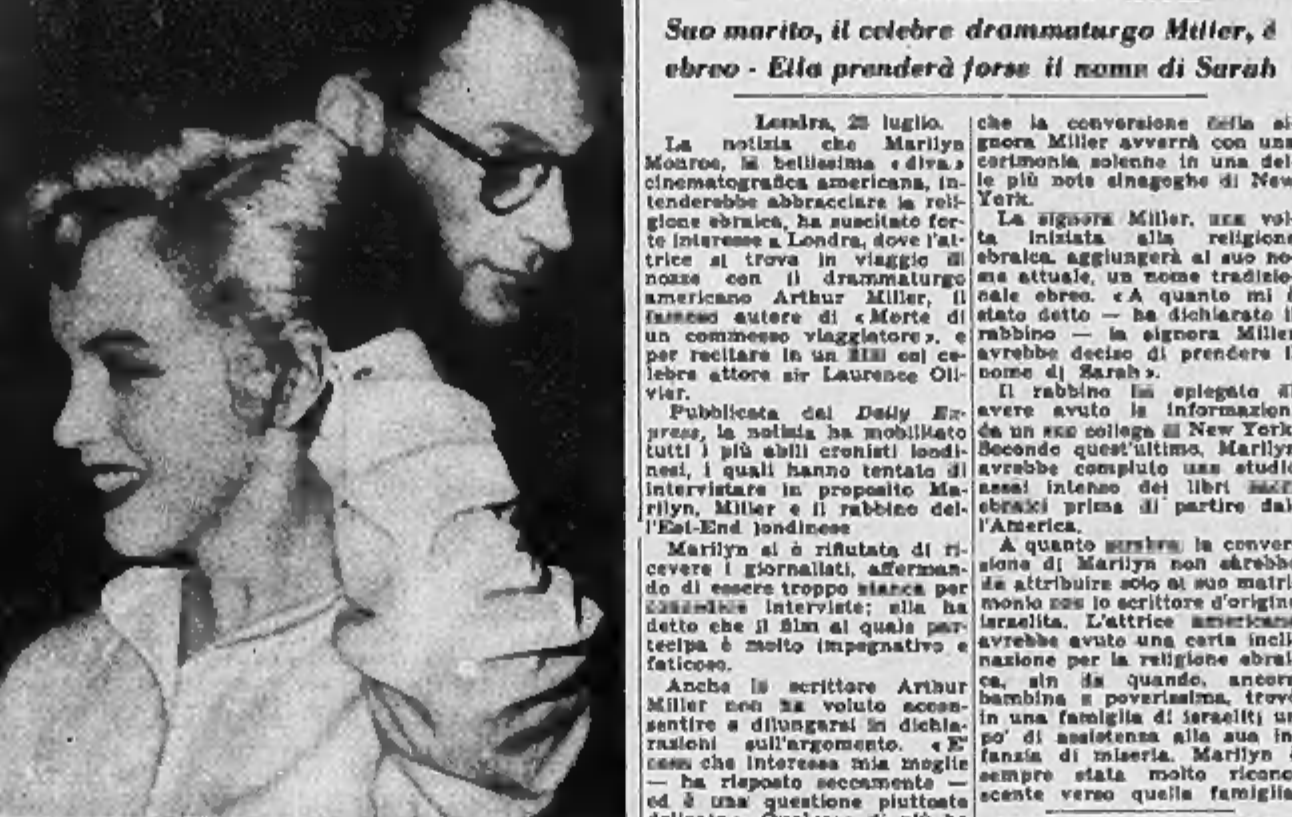 Suo marito, il celebre drammaturgo Miller, è
ebreo - Ella prenderà forse il nome di Sarah
Londra, 28 luglio.
La notizia che Marilyn
Monroe, la bellissima «diva»
cinematografica americana, in-
tenderebbe abbracciare la reli-
gione ebraica, ha suscitato for-
te interesse a Londra, dove l'at-
trice si trova in viaggio di
nozze con il drammaturgo
americano Arthur Miller, il
famoso autore di «Morte di
un commesso viaggiatore», e
per recitare in un film col ce-
lebre attore sir Laurence Oli-
vier.
Pubblicata dal Daily Ex-
press, la notizia ha mobilitato
tutti i più abili cronisti londi-
nesi, i quali hanno tentato di
intervistare in proposito Ma-
rilyn, Miller e il rabbino del-
l'Est-End londinese
Marilyn si è rifiutata di ri-
cevere i giornalisti, afferman-
do di essere troppo stanca per
interviste; ella ha
detto che il film al quale par-
tecipa è molto impegnativo e
faticoso.
Anche lo scrittore Arthur
Miller non ha voluto accon-
sentire a dilungarsi in dichia-
razioni sull'argomento. «E'
cosa che interessa mia moglie
— ha risposto seccamente —
ed è una questione piuttosto
che la conversione della si-
gnora Miller avverrà con una
cerimonia solenne in una del-
le più note sinagoghe di New
York.
La signora Miller, una vol-
ta iniziata alla religione
ebraica, aggiungerà al suo no-
me attuale, un nome tradizio-
nale ebreo. «A quanto mi è
stato detto — ha dichiarato il
rabbino — la signora Miller
avrebbe deciso di prendere il
nome di Sarah».
Il rabbino ha spiegato di
avere avuto le informazioni
da un suo collega di New York.
Secondo quest'ultimo, Marilyn
avrebbe compiuto uno studio
assai intenso dei libri sacri
ebraici prima di partire dal-
l'America.
A quanto sembra la conver-
sione di Marilyn non sarebbe
da attribuire solo al suo matri-
monio con lo scrittore d'origine
israelita. L'attrice americana
avrebbe avuto una certa incli-
nazione per la religione ebrai-
ca, sin da quando, ancora
bambina e poverissima, trovò
in una famiglia di israeliti un
po' di assistenza alla sua in-
fanzia di miseria. Marilyn è
sempre stata molto ricono-
scente verso quella famiglia